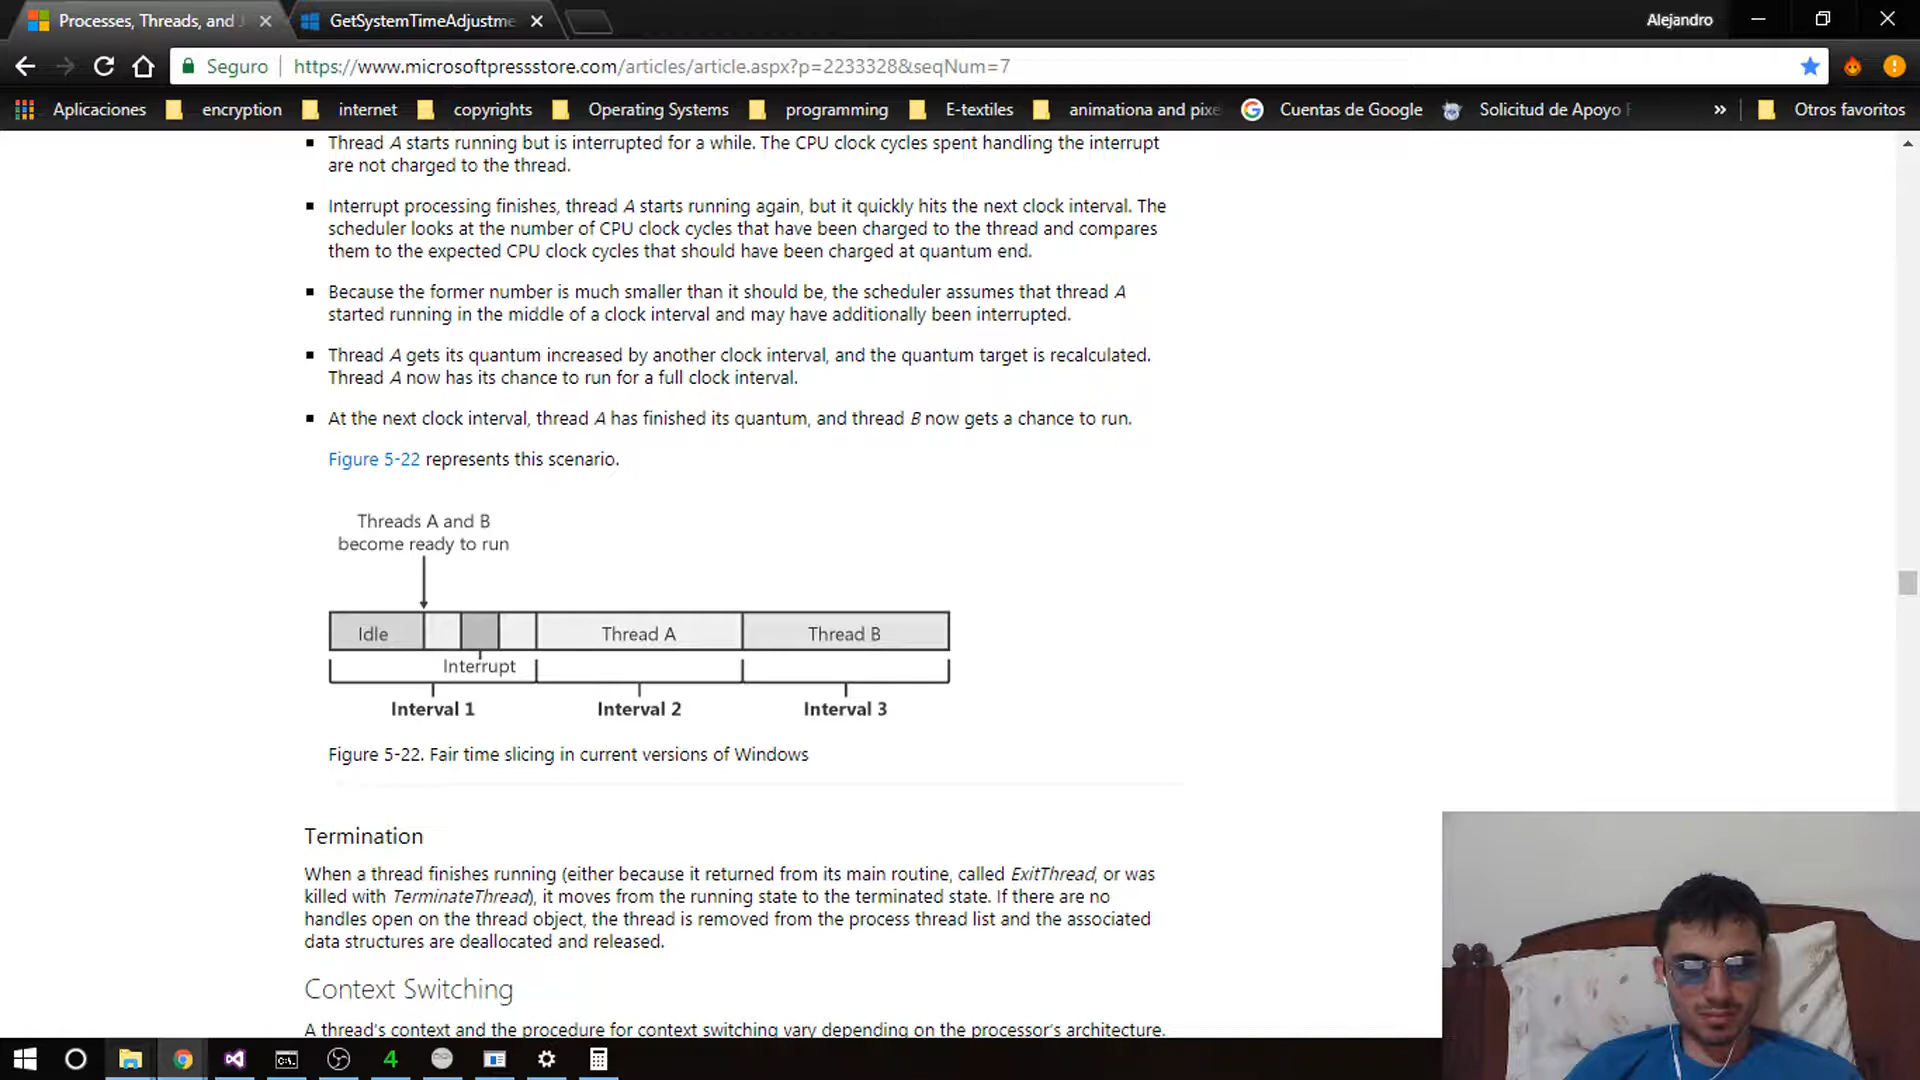 Processes, Threads, and J
GetSystemTimeAdjustme
Alejandro
Seguro
https://www.microsoftpressstore.com/articles/article.aspx?p=2233328&seqNum=7
Aplicaciones
encryption
internet
copyrights
Operating Systems
programming
E-textiles
animationa and pixe
Cuentas de Google
Solicitud de Apoyo
»
Otros favoritos
Thread A starts running but is interrupted for a while. The CPU clock cycles spent handling the interrupt
are not charged to the thread.
Interrupt processing finishes, thread A starts running again, but it quickly hits the next clock interval. The
scheduler looks at the number of CPU clock cycles that have been charged to the thread and compares
them to the expected CPU clock cycles that should have been charged at quantum end.
Because the former number is much smaller than it should be, the scheduler assumes that thread A
started running in the middle of a clock interval and may have additionally been interrupted.
Thread A gets its quantum increased by another clock interval, and the quantum target is recalculated.
Thread A now has its chance to run for a full clock interval.
At the next clock interval, thread A has finished its quantum, and thread B now gets a chance to run.
Figure 5-22 represents this scenario.
Threads A and B
become ready to run
Idle
Thread A
Thread B
Interrupt
Interval 1
Interval 2
Interval 3
Figure 5-22. Fair time slicing in current versions of Windows
Termination
When a thread finishes running (either because it returned from its main routine, called ExitThread, or was
killed with TerminateThread), it moves from the running state to the terminated state. If there are no
handles open on the thread object, the thread is removed from the process thread list and the associated
data structures are deallocated and released.
Context Switching
A thread's context and the procedure for context switching vary depending on the processor's architecture.
4